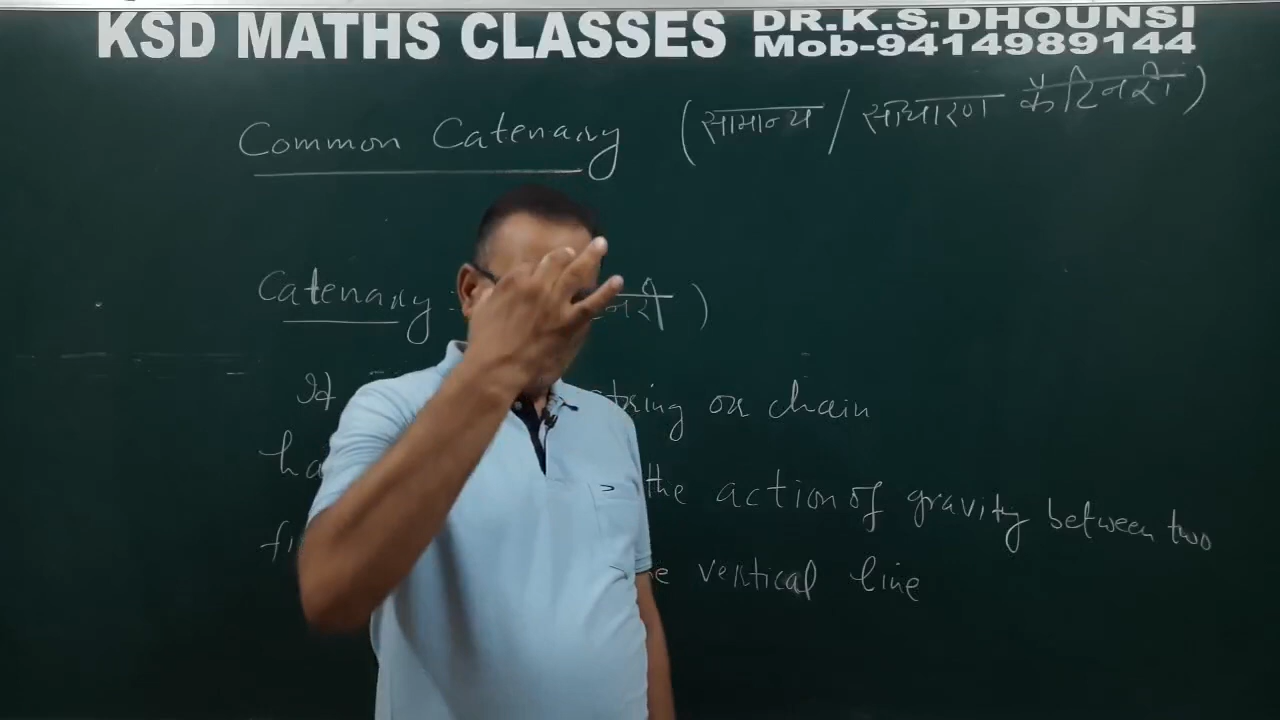 KSD MATHS CLASSES DR.K.S.DHOUNSI
Mob-9414989144
Common Catenary (सामान्य / साधारण कैटिनरी)
Catenary नरी )
If string or chain
the action of gravity between two
vertical line